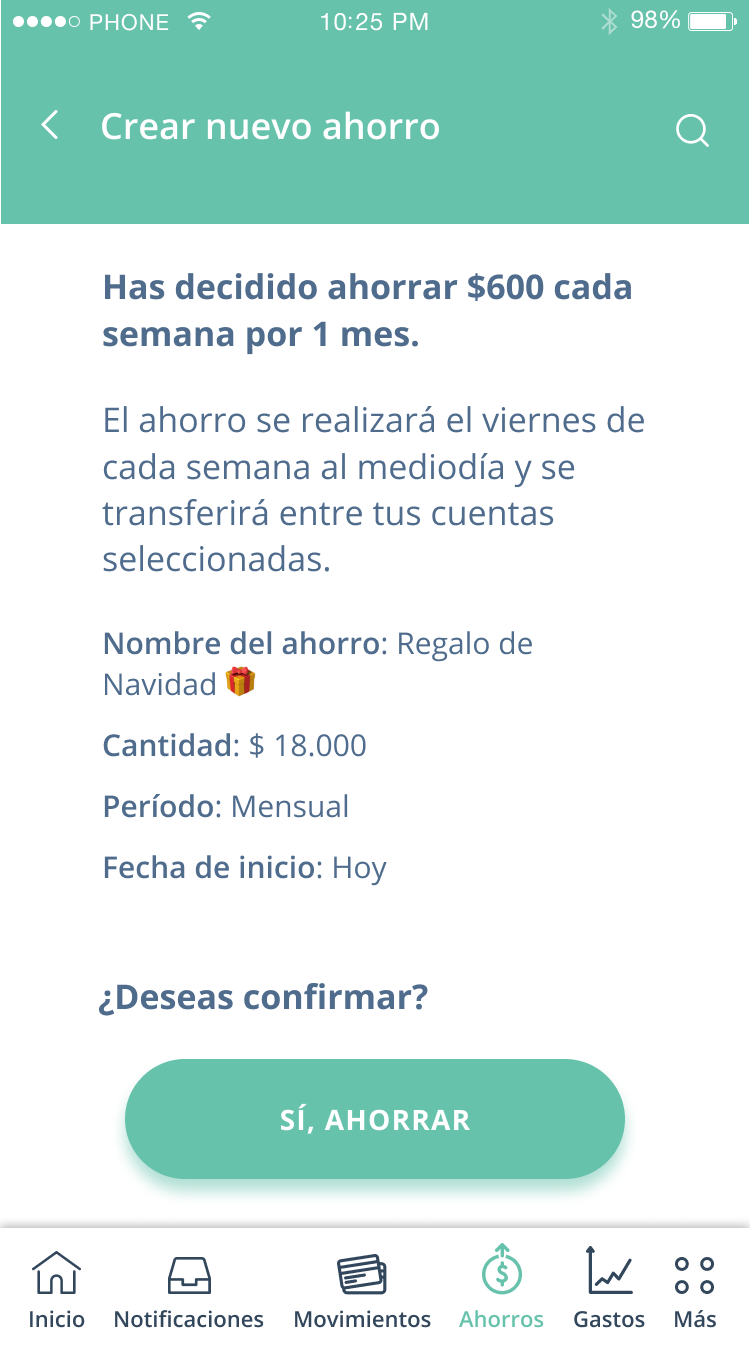 PHONE 10:25 PM 98%
Crear nuevo ahorro
Has decidido ahorrar $600 cada
semana por 1 mes.
El ahorro se realizará el viernes de
cada semana al mediodía y se
transferirá entre tus cuentas
seleccionadas.
Nombre del ahorro: Regalo de
Navidad 🎁
Cantidad: $ 18.000
Período: Mensual
Fecha de inicio: Hoy
¿Deseas confirmar?
SÍ, AHORRAR
Inicio Notificaciones Movimientos Ahorros Gastos Más